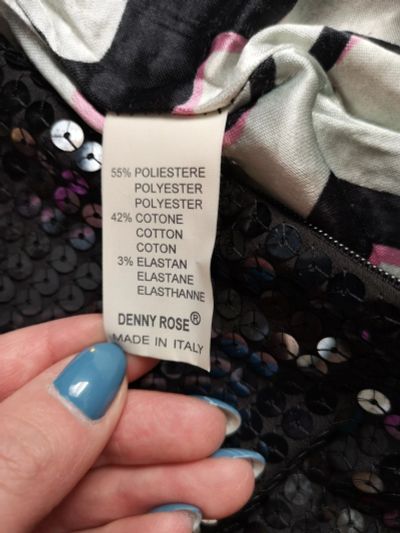 55% POLIESTERE
POLYESTER
POLYESTER
42% COTONE
COTTON
COTON
3% ELASTAN
ELASTANE
ELASTHANNE
DENNY ROSE®
MADE IN ITALY